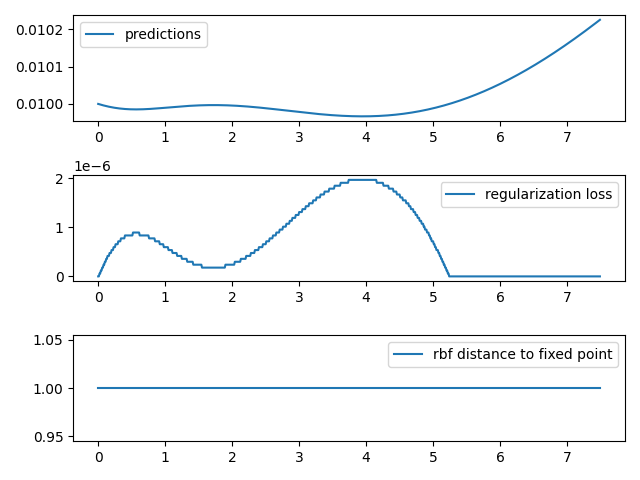 0.0102
0.0101
0.0100
predictions
0 1 2 3 4 5 6 7
1e−6
2
1
0
regularization loss
0 1 2 3 4 5 6 7
1.05
1.00
0.95
rbf distance to fixed point
0 1 2 3 4 5 6 7